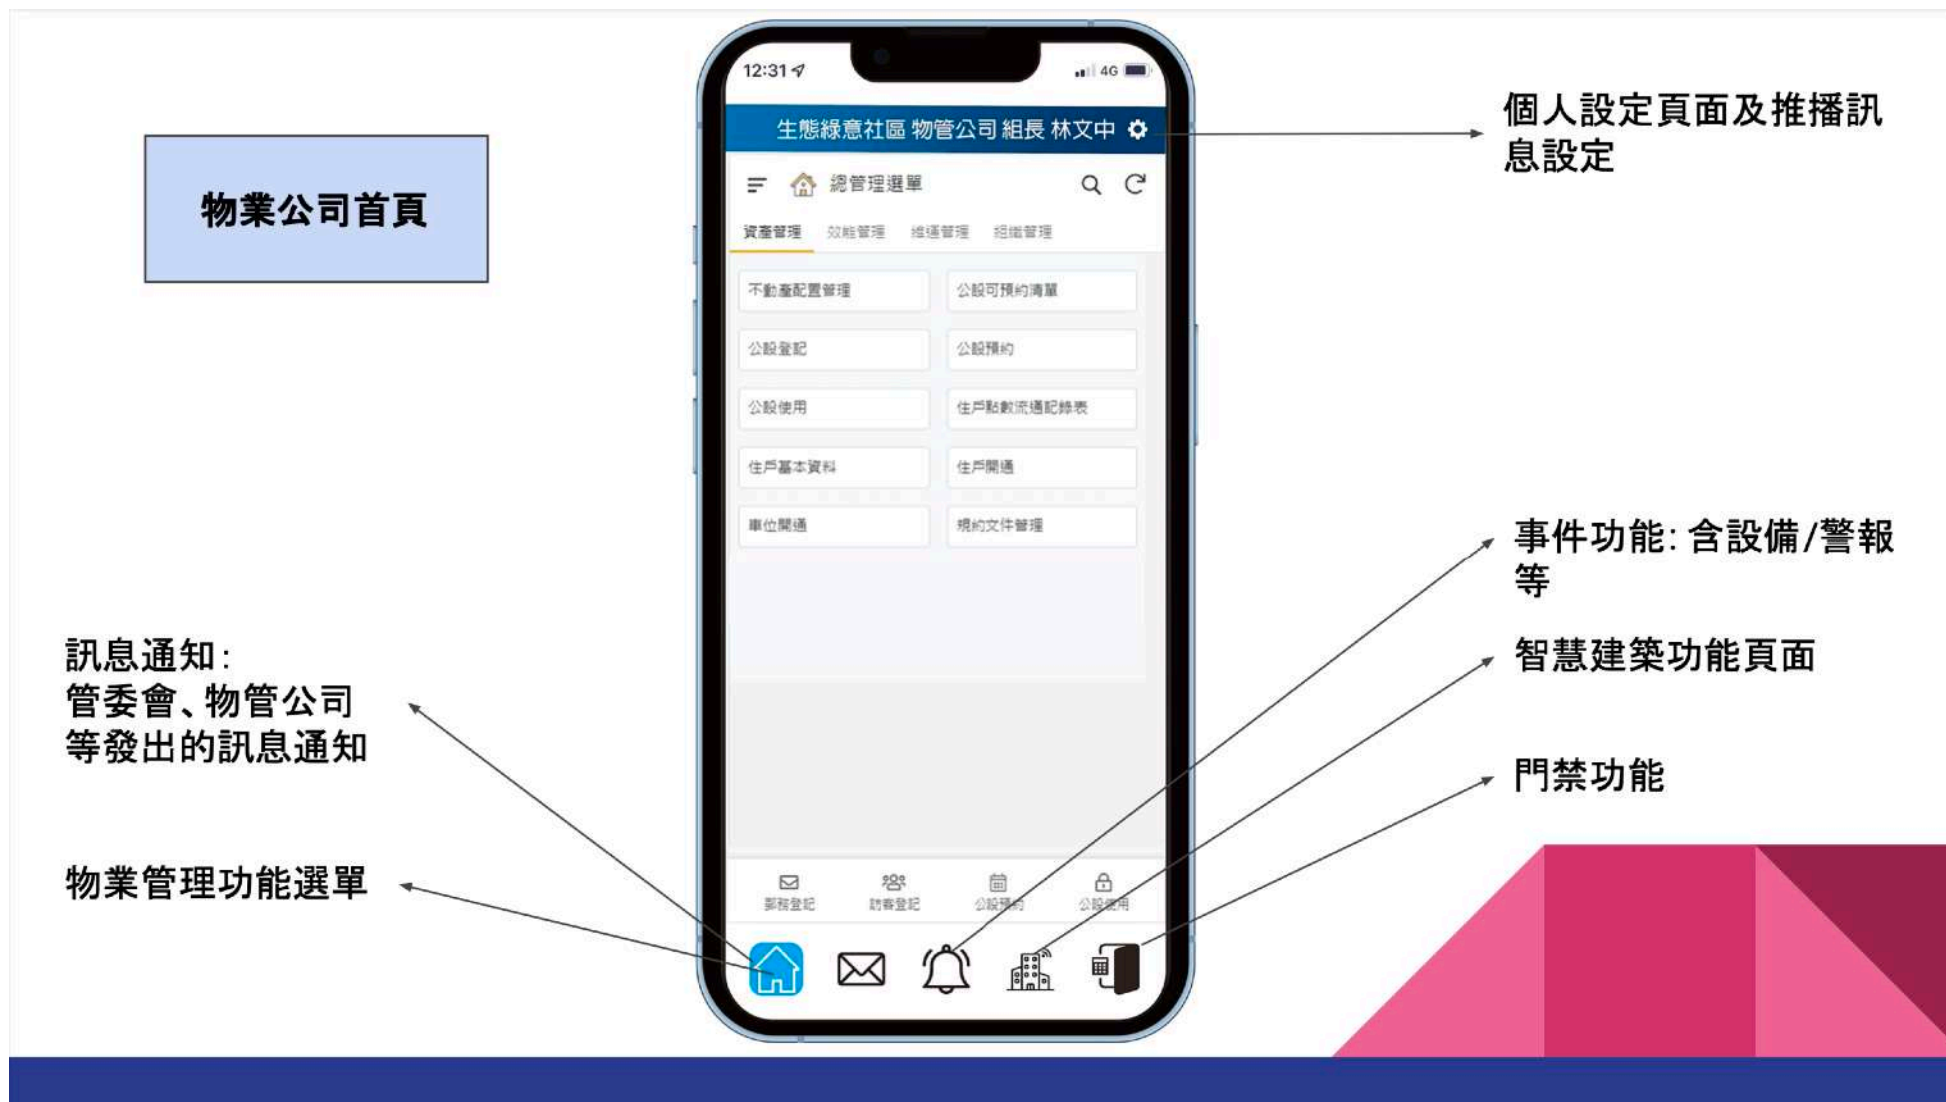 12:31
4G
生態綠意社區 物管公司 組長 林文中
個人設定頁面及推播訊
息設定
物業公司首頁
總管理選單
資產管理 效能管理 維通管理 組織管理
不動產配置管理 公設可預約清單
公設登記 公設預約
公設使用 住戶點數流通記錄表
住戶基本資料 住戶開通
車位開通 規約文件管理
事件功能: 含設備/警報
等
訊息通知:
管委會、物管公司
等發出的訊息通知
智慧建築功能頁面
門禁功能
物業管理功能選單
郵務登記 訪客登記 公設預約 公設使用